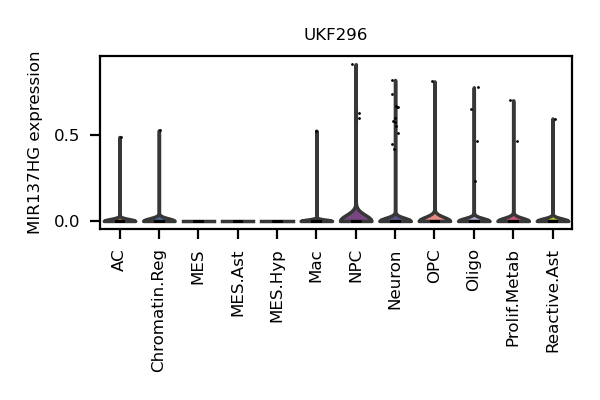 UKF296
MIR137HG expression
0.5
0.0
AC
Chromatin.Reg
MES
MES.Ast
MES.Hyp
Mac
NPC
Neuron
OPC
Oligo
Prolif.Metab
Reactive.Ast